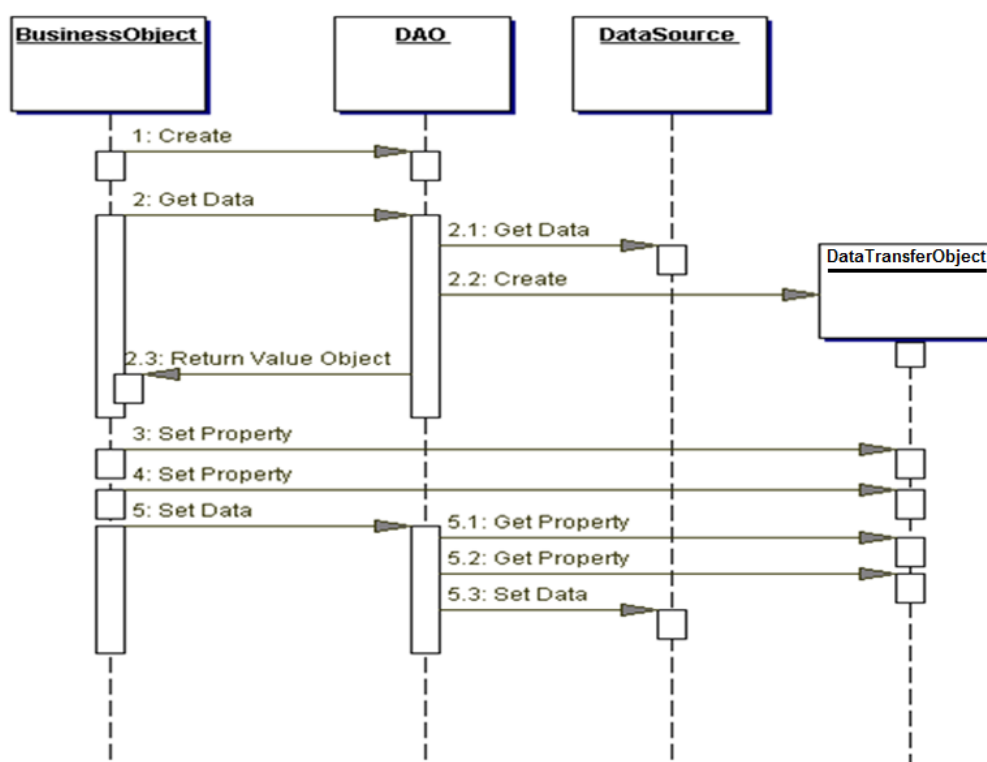 BusinessObject
DAO
DataSource
1: Create
2: Get Data
2.1: Get Data
DataTransferObject
2.2: Create
2.3: Return Value Object
3: Set Property
4: Set Property
5: Set Data
5.1: Get Property
5.2: Get Property
5.3: Set Data